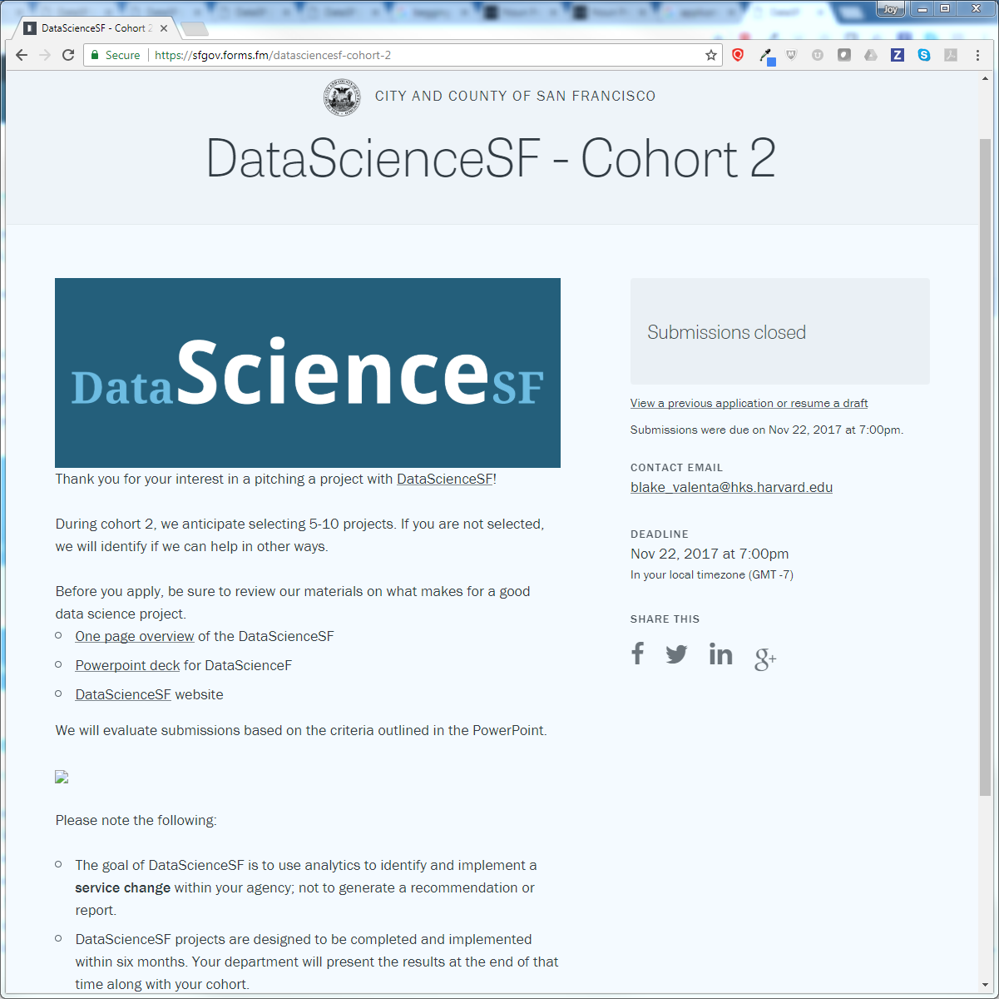 Joy
DataScienceSF - Cohort 2
Secure
https://sfgov.forms.fm/datasciencesf-cohort-2
CITY AND COUNTY OF SAN FRANCISCO
DataScienceSF - Cohort 2
DataScienceSF
Thank you for your interest in a pitching a project with DataScienceSF!
During cohort 2, we anticipate selecting 5-10 projects. If you are not selected,
we will identify if we can help in other ways.
Before you apply, be sure to review our materials on what makes for a good
data science project.
One page overview of the DataScienceSF
Powerpoint deck for DataScienceF
DataScienceSF website
We will evaluate submissions based on the criteria outlined in the PowerPoint.
Please note the following:
The goal of DataScienceSF is to use analytics to identify and implement a
service change within your agency; not to generate a recommendation or
report.
DataScienceSF projects are designed to be completed and implemented
within six months. Your department will present the results at the end of that
time along with your cohort.
Submissions closed
View a previous application or resume a draft
Submissions were due on Nov 22, 2017 at 7:00pm.
CONTACT EMAIL
blake_valenta@hks.harvard.edu
DEADLINE
Nov 22, 2017 at 7:00pm
In your local timezone (GMT -7)
SHARE THIS